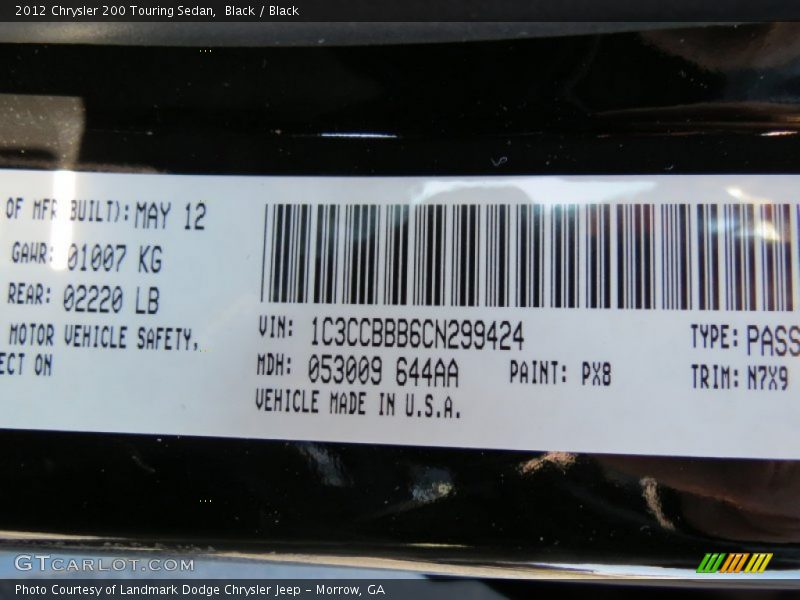 2012 Chrysler 200 Touring Sedan,  Black / Black
OF MFR BUILT): MAY 12
GAWR: 01007 KG
REAR: 02220 LB
MOTOR VEHICLE SAFETY,
ECT ON
VIN: 1C3CCBBB6CN299424
TYPE: PASS
MDH: 053009 644AA
PAINT: PX8
TRIM: N7X9
VEHICLE MADE IN U.S.A.
GTCARLOT.COM
Photo Courtesy of Landmark Dodge Chrysler Jeep – Morrow, GA